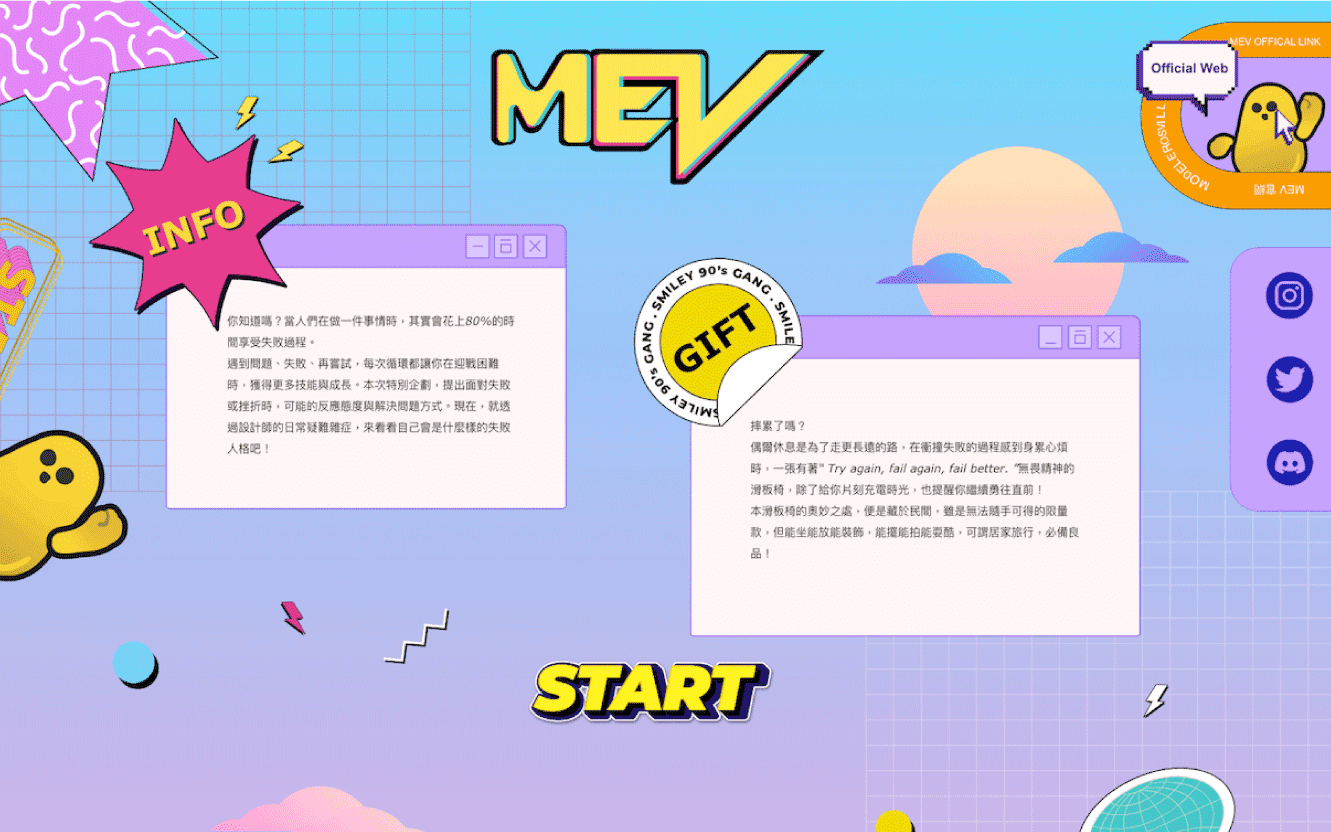 MEV
MEV OFFICAL LINK
Official Web
MEV 官網
INFO
你知道嗎？當人們在做一件事情時，其實會花上80%的時
間享受失敗過程。
遇到問題、失敗、再嘗試，每次循環都讓你在迎戰困難
時，獲得更多技能與成長。本次特別企劃，提出面對失敗
或挫折時，可能的反應態度與解決問題方式。現在，就透
過設計師的日常疑難雜症，來看看自己會是什麼樣的失敗
人格吧！
SMILEY 90's GANG . SMILE
SMILEY 90's GANG .
GIFT
摔累了嗎？
偶爾休息是為了走更長遠的路，在衝撞失敗的過程感到身累心煩
時，一張有著" Try again, fail again, fail better. "無畏精神的
滑板椅，除了給你片刻充電時光，也提醒你繼續勇往直前！
本滑板椅的奧妙之處，便是藏於民間，雖是無法隨手可得的限量
款，但能坐能放能裝飾，能擺能拍能耍酷，可謂居家旅行，必備良
品！
START